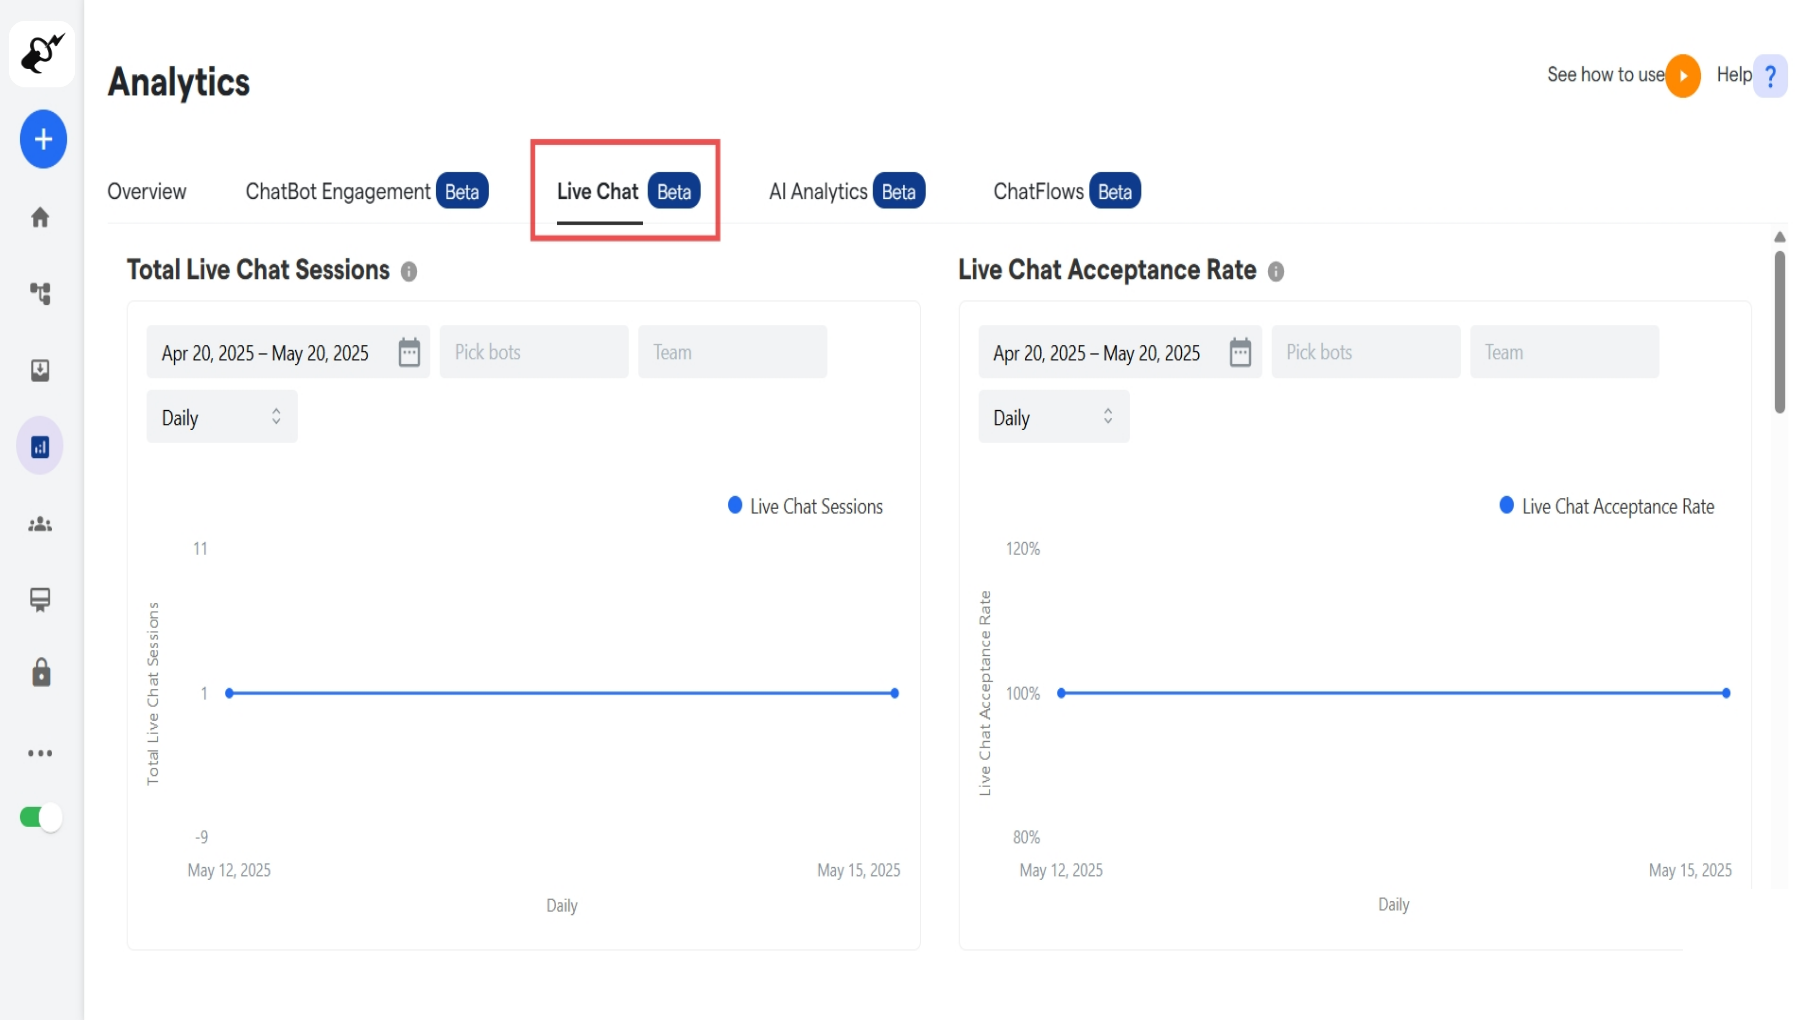 Analytics
See how to use
Help ?
Overview
ChatBot Engagement Beta
Live Chat Beta
AI Analytics Beta
ChatFlows Beta
Total Live Chat Sessions
Apr 20, 2025 – May 20, 2025
Pick bots
Team
Daily
Live Chat Sessions
11
1
-9
Total Live Chat Sessions
May 12, 2025
May 15, 2025
Daily
Live Chat Acceptance Rate
Apr 20, 2025 – May 20, 2025
Pick bots
Team
Daily
Live Chat Acceptance Rate
120%
100%
80%
Live Chat Acceptance Rate
May 12, 2025
May 15, 2025
Daily